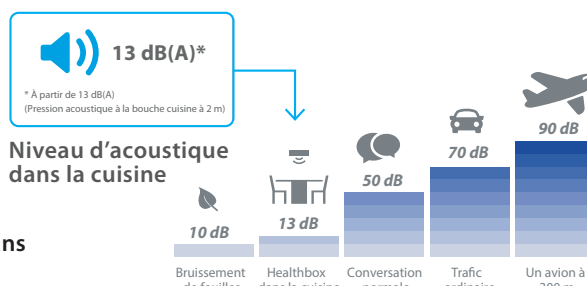 13 dB(A)*
* À partir de 13 dB(A)
(Pression acoustique à la bouche cuisine à 2 m)
Niveau d'acoustique
dans la cuisine
10 dB
13 dB
50 dB
70 dB
90 dB
Bruissement
Healthbox
Conversation
Trafic
Un avion à